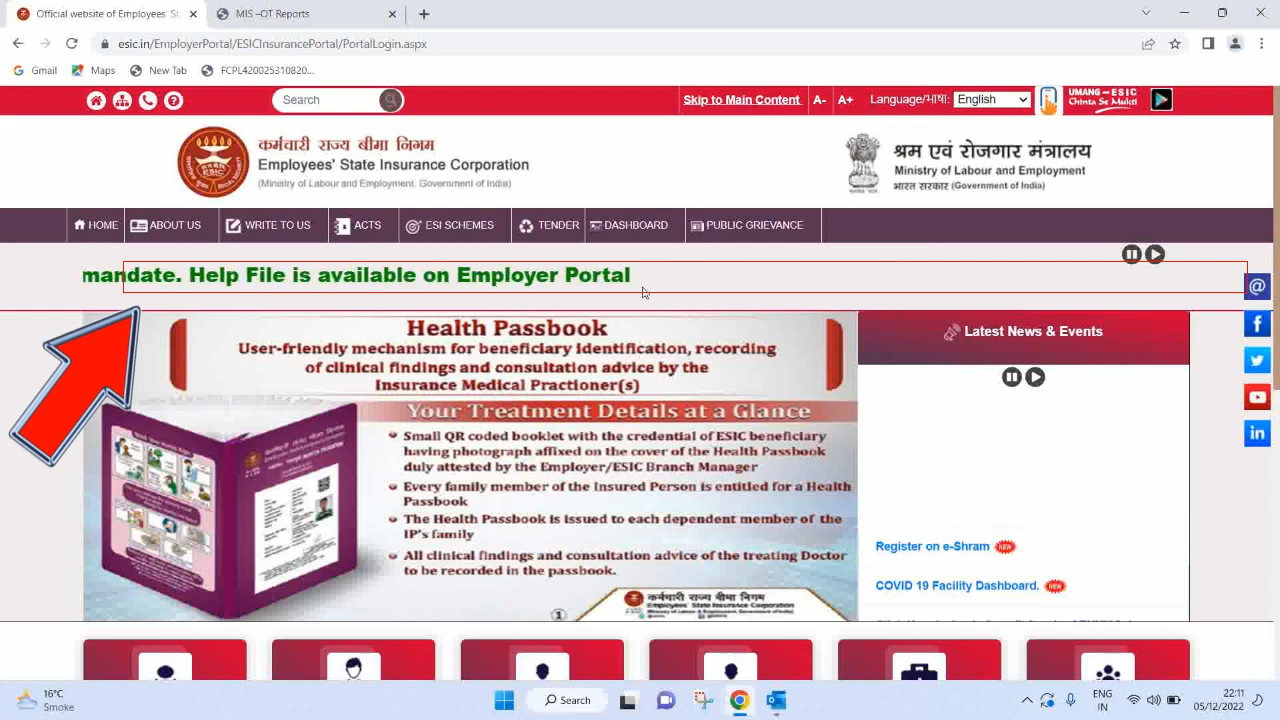 Official website of Employees' St
MIS –OT Reports
esic.in/EmployerPortal/ESICInsurancePortal/PortalLogin.aspx
Gmail
Maps
New Tab
FCPL420025310820...
Search
Skip to Main Content
A-
A+
Language/भाषा:
English
UMANG – ESIC
Chinta Se Mukti
कर्मचारी राज्य बीमा निगम
Employees' State Insurance Corporation
(Ministry of Labour and Employment, Government of India)
श्रम एवं रोजगार मंत्रालय
Ministry of Labour and Employment
भारत सरकार (Government of India)
HOME
ABOUT US
WRITE TO US
ACTS
ESI SCHEMES
TENDER
DASHBOARD
PUBLIC GRIEVANCE
mandate. Help File is available on Employer Portal
Health Passbook
User-friendly mechanism for beneficiary identification, recording
of clinical findings and consultation advice by the
Insurance Medical Practioner(s)
Your Treatment Details at a Glance
Small QR coded booklet with the credential of ESIC beneficiary
having photograph affixed on the cover of the Health Passbook
duly attested by the Employer/ESIC Branch Manager
Every family member of the Insured Person is entitled for a Health
Passbook
The Health Passbook is issued to each dependent member of the
IP's family
All clinical findings and consultation advice of the treating Doctor
to be recorded in the passbook.
1
कर्मचारी राज्य बीमा निगम
Employees' State Insurance Corporation
Latest News & Events
Register on e-Shram
NEW
COVID 19 Facility Dashboard.
NEW
16°C
Smoke
Search
ENG
IN
22:11
05/12/2022